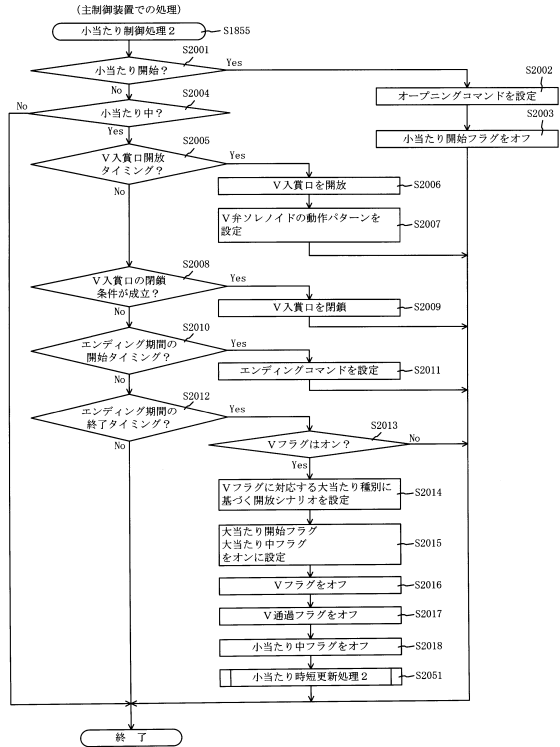 (主制御装置での処理)
小当たり制御処理2
S1855
S2001
小当たり開始?
Yes
No
S2002
オープニングコマンドを設定
S2003
小当たり開始フラグをオフ
S2004
小当たり中?
No
Yes
S2005
V入賞口開放
タイミング?
Yes
No
V入賞口を開放
S2006
V弁ソレノイドの動作パターンを
設定
S2007
S2008
V入賞口の閉鎖
条件が成立?
Yes
No
V入賞口を閉鎖
S2009
S2010
エンディング期間の
開始タイミング?
Yes
No
エンディングコマンドを設定
S2011
S2012
エンディング期間の
終了タイミング?
Yes
No
S2013
Vフラグはオン?
No
Yes
Vフラグに対応する大当たり種別に
基づく開放シナリオを設定
S2014
大当たり開始フラグ
大当たり中フラグ
をオンに設定
S2015
Vフラグをオフ
S2016
V通過フラグをオフ
S2017
小当たり中フラグをオフ
S2018
小当たり時短更新処理2
S2051
終 了